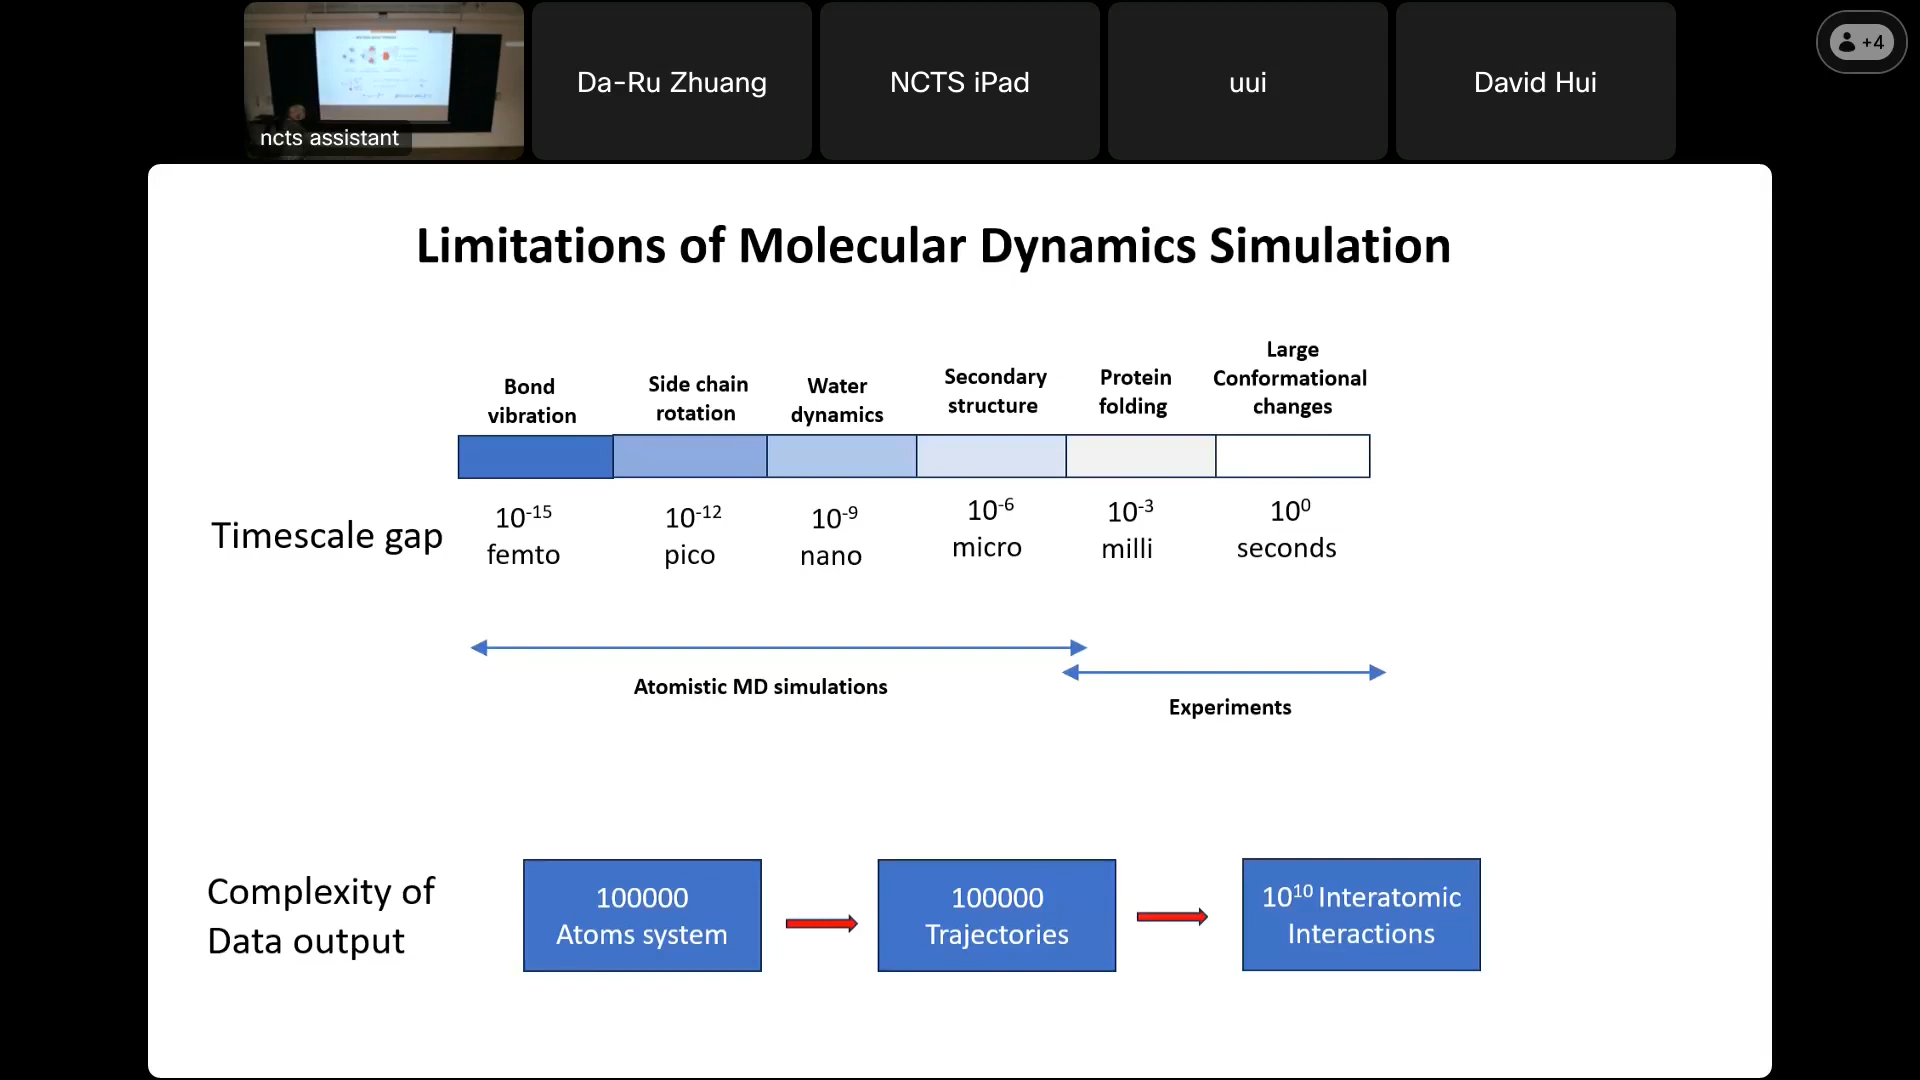 ncts assistant
Da-Ru Zhuang
NCTS iPad
uui
David Hui
+4
Limitations of Molecular Dynamics Simulation
Bond
vibration
Side chain
rotation
Water
dynamics
Secondary
structure
Protein
folding
Large
Conformational
changes
Timescale gap
10⁻¹⁵
femto
10⁻¹²
pico
10⁻⁹
nano
10⁻⁶
micro
10⁻³
milli
10⁰
seconds
Atomistic MD simulations
Experiments
Complexity of
Data output
100000
Atoms system
100000
Trajectories
10¹⁰ Interatomic
Interactions